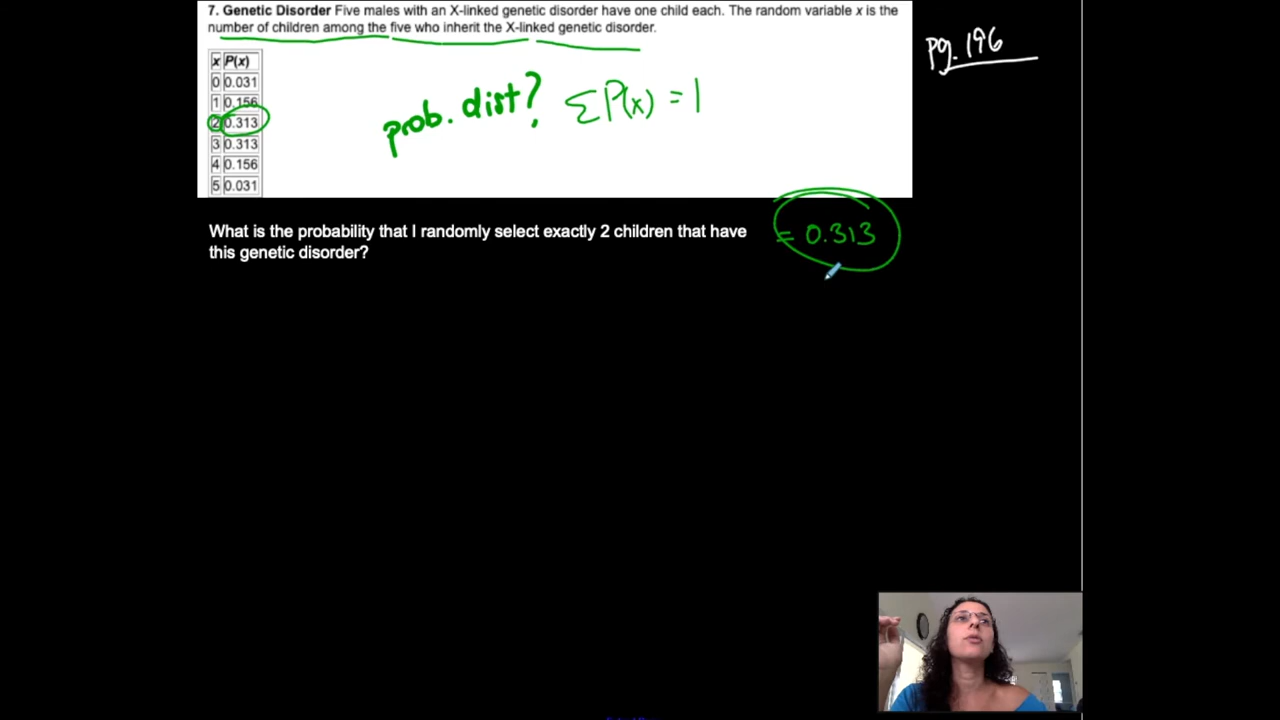 7. Genetic Disorder Five males with an X-linked genetic disorder have one child each. The random variable x is the
number of children among the five who inherit the X-linked genetic disorder.
pg. 196
x P(x)
0 0.031
1 0.156
2 0.313
3 0.313
4 0.156
5 0.031
prob. dist? ΣP(x) = 1
What is the probability that I randomly select exactly 2 children that have
this genetic disorder?
= 0.313